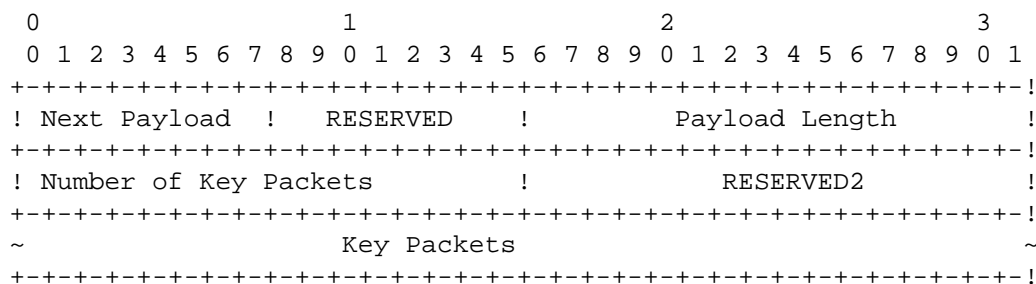 0                   1                   2                   3
 0 1 2 3 4 5 6 7 8 9 0 1 2 3 4 5 6 7 8 9 0 1 2 3 4 5 6 7 8 9 0 1
+-+-+-+-+-+-+-+-+-+-+-+-+-+-+-+-+-+-+-+-+-+-+-+-+-+-+-+-+-+-+-+-!
! Next Payload  !   RESERVED    !         Payload Length        !
+-+-+-+-+-+-+-+-+-+-+-+-+-+-+-+-+-+-+-+-+-+-+-+-+-+-+-+-+-+-+-+-!
! Number of Key Packets         !            RESERVED2          !
+-+-+-+-+-+-+-+-+-+-+-+-+-+-+-+-+-+-+-+-+-+-+-+-+-+-+-+-+-+-+-+-!
~                    Key Packets                                ~
+-+-+-+-+-+-+-+-+-+-+-+-+-+-+-+-+-+-+-+-+-+-+-+-+-+-+-+-+-+-+-+-!